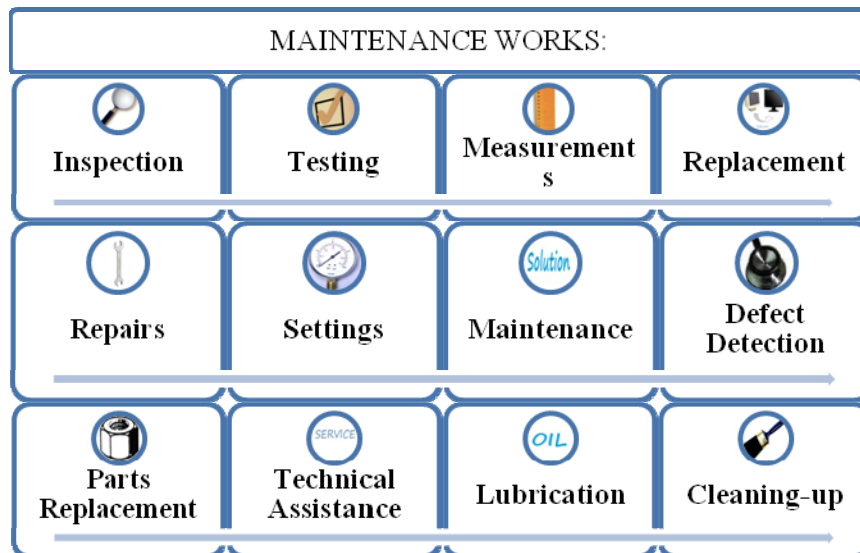 MAINTENANCE WORKS:
Inspection
Testing
Measurement
s
Replacement
Repairs
Settings
Solution
Maintenance
Defect
Detection
Parts
Replacement
SERVICE
Technical
Assistance
OIL
Lubrication
Cleaning-up